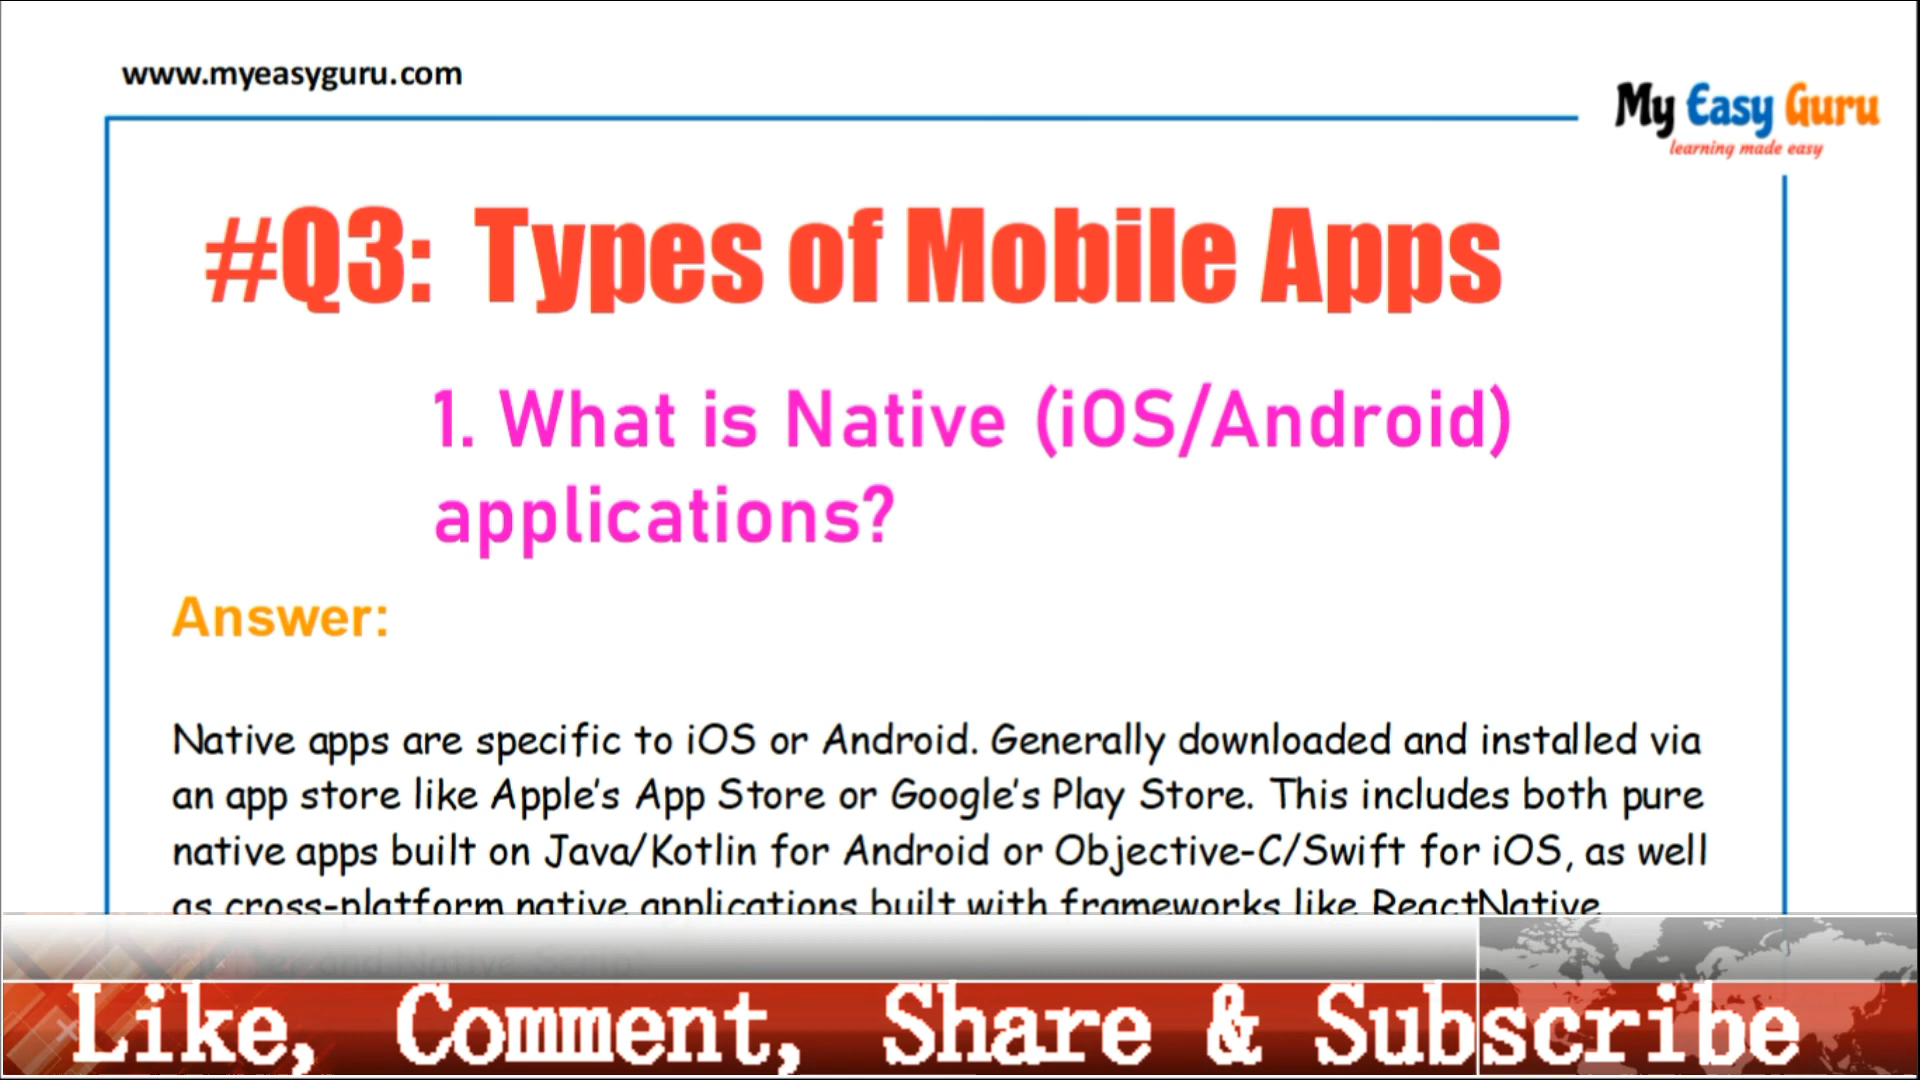 www.myeasyguru.com
My Easy Guru
learning made easy
#Q3: Types of Mobile Apps
1. What is Native (iOS/Android)
applications?
Answer:
Native apps are specific to iOS or Android. Generally downloaded and installed via
an app store like Apple's App Store or Google's Play Store. This includes both pure
native apps built on Java/Kotlin for Android or Objective-C/Swift for iOS, as well
as cross-platform native applications built with frameworks like ReactNative
and Native Script
Like, Comment, Share & Subscribe